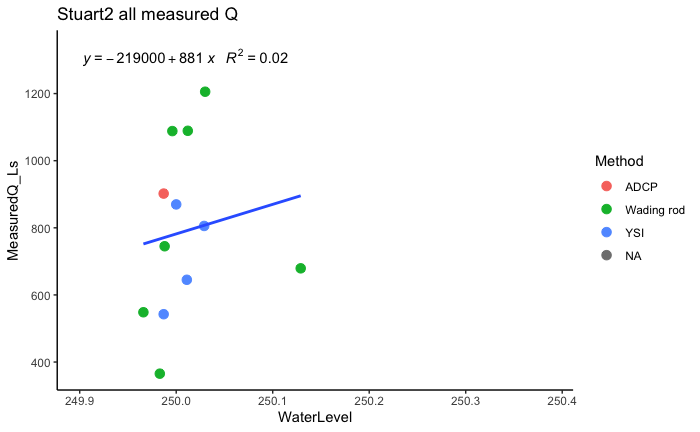 Stuart2 all measured Q
y = − 219000 + 881 x R² = 0.02
MeasuredQ_Ls
1200
1000
800
600
400
249.9 250.0 250.1 250.2 250.3 250.4
WaterLevel
Method
ADCP
Wading rod
YSI
NA